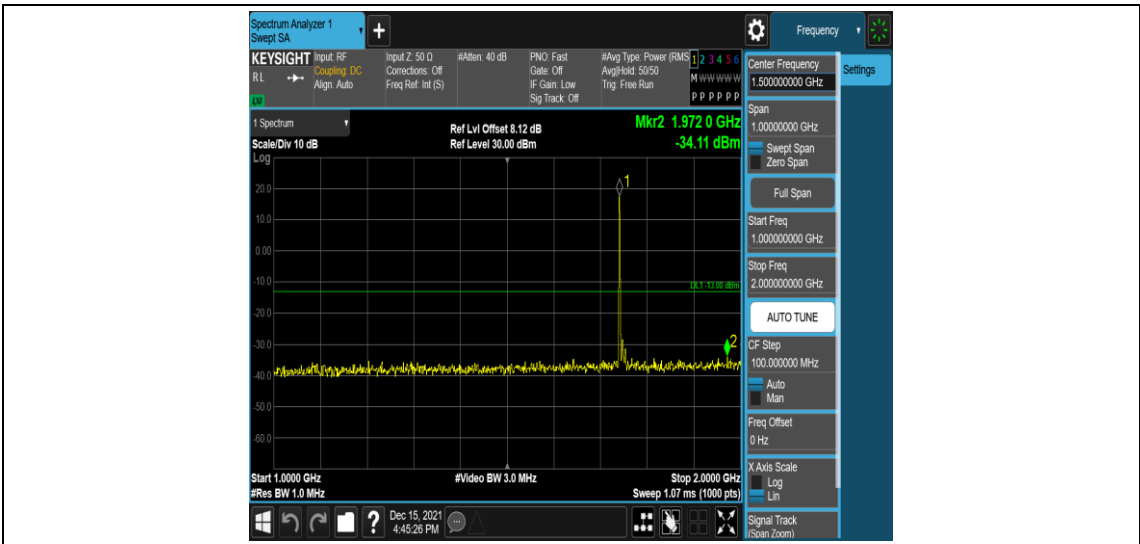 Spectrum Analyzer 1
Swept SA
+
Frequency
KEYSIGHT
RL
LXI
Input: RF
Coupling: DC
Align: Auto
Input Z: 50 Ω
Corrections: Off
Freq Ref: Int (S)
#Atten: 40 dB
PNO: Fast
Gate: Off
IF Gain: Low
Sig Track: Off
#Avg Type: Power (RMS
Avg|Hold: 50/50
Trig: Free Run
1 2 3 4 5 6
M W W W W W
P P P P P P
1 Spectrum
Scale/Div 10 dB
Log
Ref Lvl Offset 8.12 dB
Ref Level 30.00 dBm
Mkr2 1.972 0 GHz
-34.11 dBm
1
20.0
10.0
0.00
-10.0
DL1 -13.00 dBm
-20.0
-30.0
2
-40.0
-50.0
-60.0
Start 1.0000 GHz
#Res BW 1.0 MHz
#Video BW 3.0 MHz
Stop 2.0000 GHz
Sweep 1.07 ms (1000 pts)
?
Dec 15, 2021
4:45:26 PM
Center Frequency
1.500000000 GHz
Settings
Span
1.00000000 GHz
Swept Span
Zero Span
Full Span
Start Freq
1.000000000 GHz
Stop Freq
2.000000000 GHz
AUTO TUNE
CF Step
100.000000 MHz
Auto
Man
Freq Offset
0 Hz
X Axis Scale
Log
Lin
Signal Track
(Span Zoom)